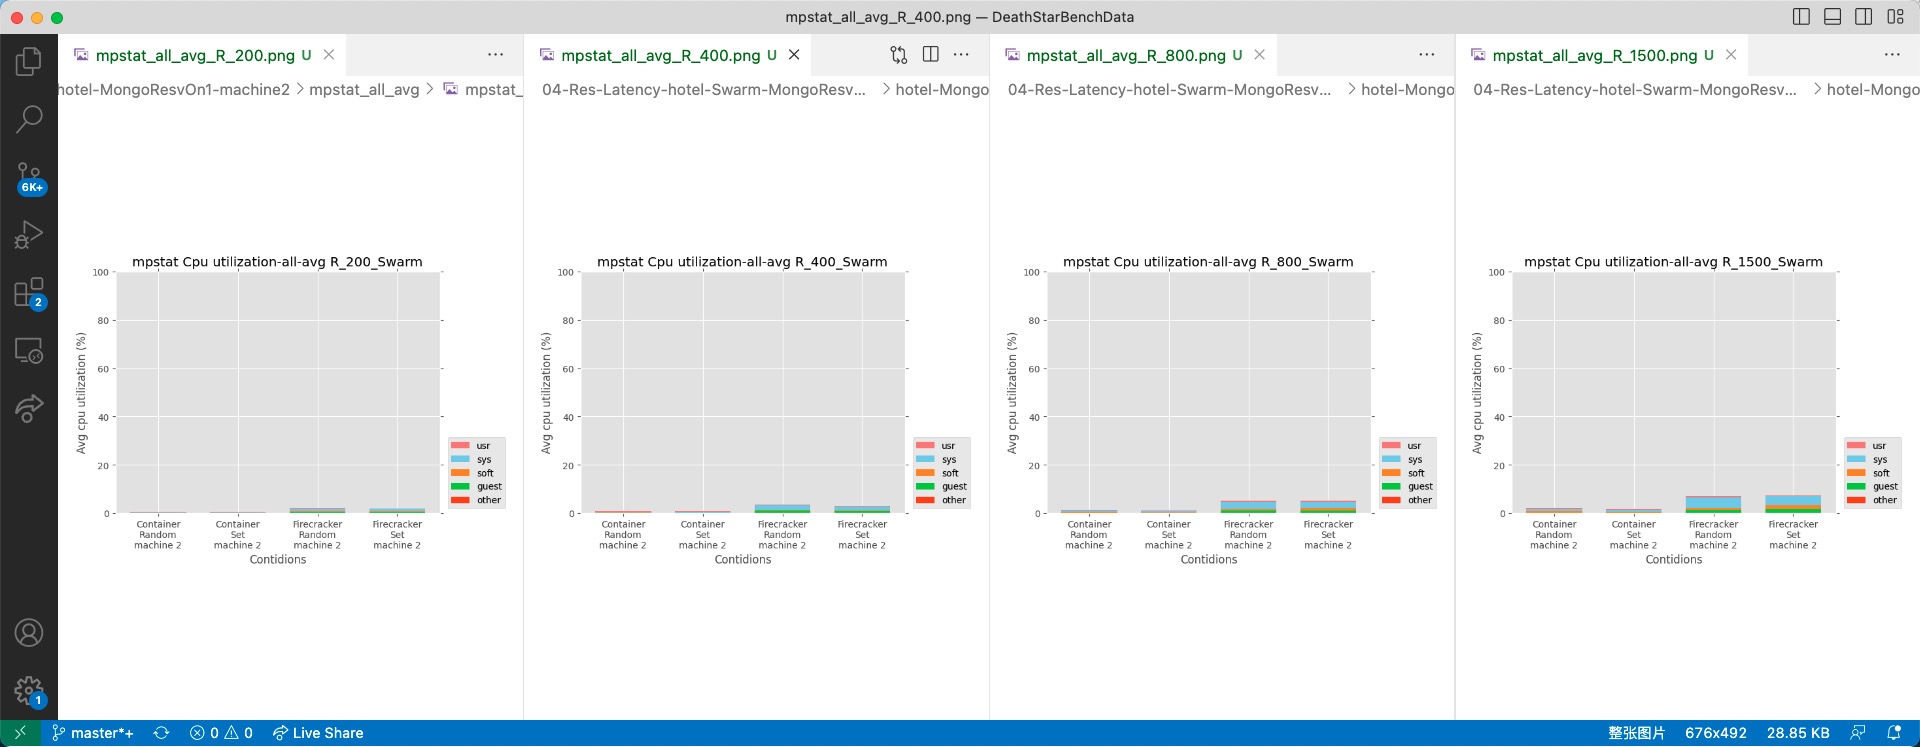 mpstat_all_avg_R_400.png — DeathStarBenchData
mpstat_all_avg_R_200.png U
mpstat_all_avg_R_400.png U
mpstat_all_avg_R_800.png U
mpstat_all_avg_R_1500.png U
hotel-MongoResvOn1-machine2 > mpstat_all_avg > mpstat_
04-Res-Latency-hotel-Swarm-MongoResv... > hotel-Mongo
04-Res-Latency-hotel-Swarm-MongoResv... > hotel-Mongo
04-Res-Latency-hotel-Swarm-MongoResv... > hotel-Mongo
6K+
2
1
mpstat Cpu utilization-all-avg R_200_Swarm
Avg cpu utilization (%)
100
80
60
40
20
0
usr
sys
soft
guest
other
Container Random machine 2
Container Set machine 2
Firecracker Random machine 2
Firecracker Set machine 2
Contidions
mpstat Cpu utilization-all-avg R_400_Swarm
Avg cpu utilization (%)
100
80
60
40
20
0
usr
sys
soft
guest
other
Container Random machine 2
Container Set machine 2
Firecracker Random machine 2
Firecracker Set machine 2
Contidions
mpstat Cpu utilization-all-avg R_800_Swarm
Avg cpu utilization (%)
100
80
60
40
20
0
usr
sys
soft
guest
other
Container Random machine 2
Container Set machine 2
Firecracker Random machine 2
Firecracker Set machine 2
Contidions
mpstat Cpu utilization-all-avg R_1500_Swarm
Avg cpu utilization (%)
100
80
60
40
20
0
usr
sys
soft
guest
other
Container Random machine 2
Container Set machine 2
Firecracker Random machine 2
Firecracker Set machine 2
Contidions
master*+
0
0
Live Share
整张图片
676x492
28.85 KB